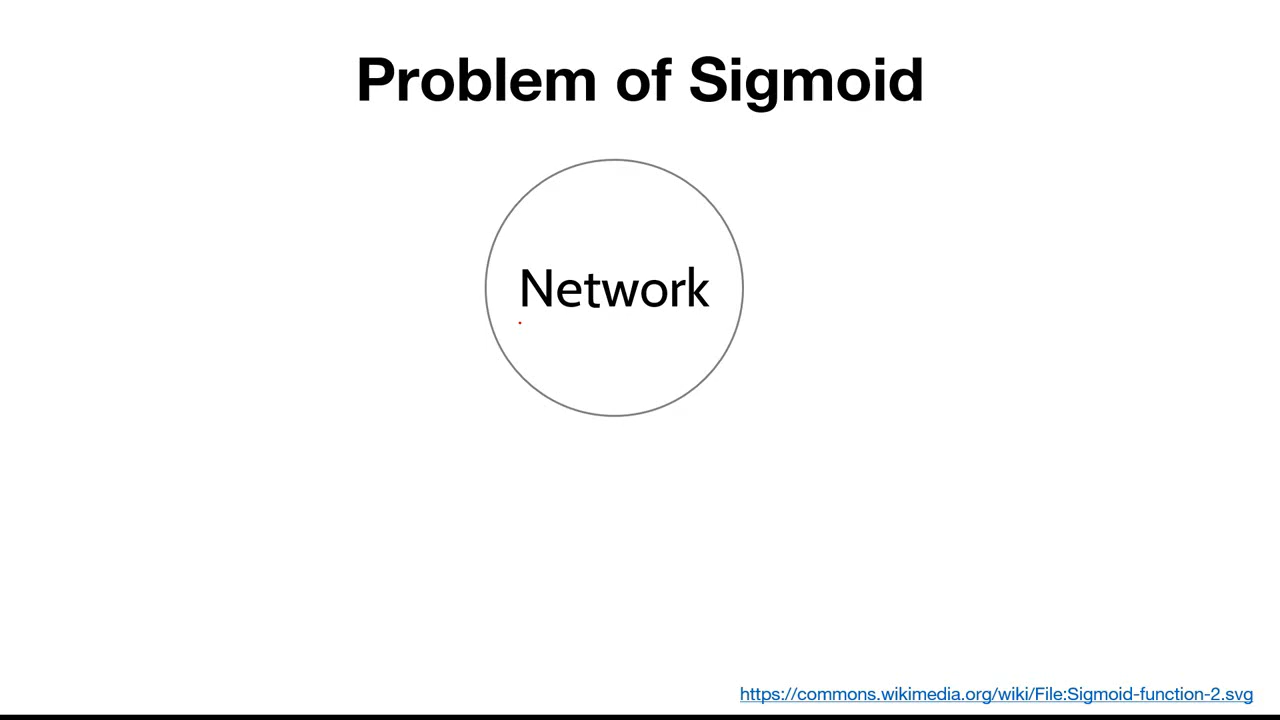 Problem of Sigmoid
Network
https://commons.wikimedia.org/wiki/File:Sigmoid-function-2.svg